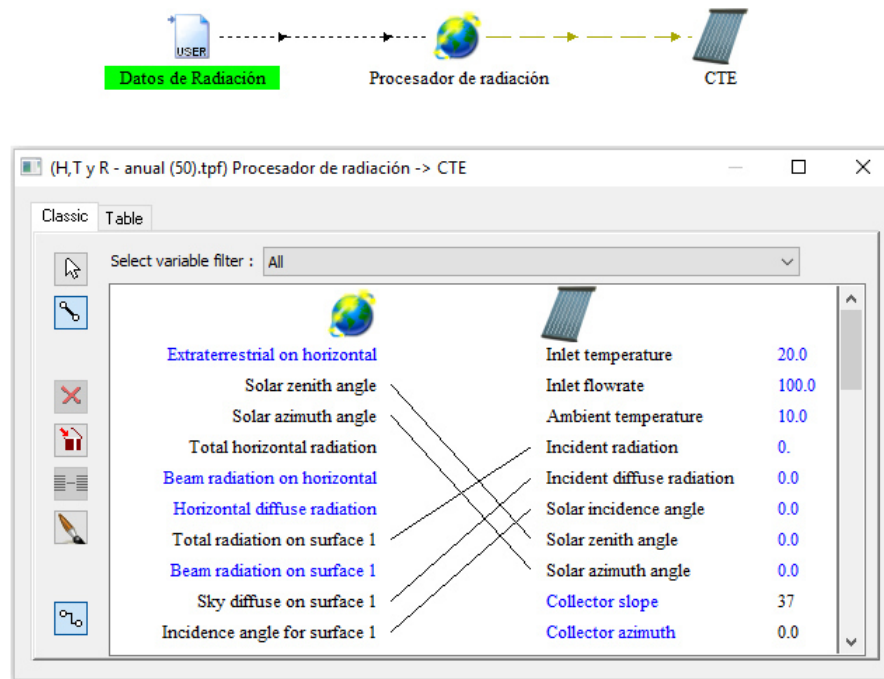 USER
Datos de Radiación
Procesador de radiación
CTE
(H,T y R - anual (50).tpf) Procesador de radiación -> CTE
Classic
Table
Select variable filter :
All
Extraterrestrial on horizontal
Inlet temperature
20.0
Solar zenith angle
Inlet flowrate
100.0
Solar azimuth angle
Ambient temperature
10.0
Total horizontal radiation
Incident radiation
0.
Beam radiation on horizontal
Incident diffuse radiation
0.0
Horizontal diffuse radiation
Solar incidence angle
0.0
Total radiation on surface 1
Solar zenith angle
0.0
Beam radiation on surface 1
Solar azimuth angle
0.0
Sky diffuse on surface 1
Collector slope
37
Incidence angle for surface 1
Collector azimuth
0.0